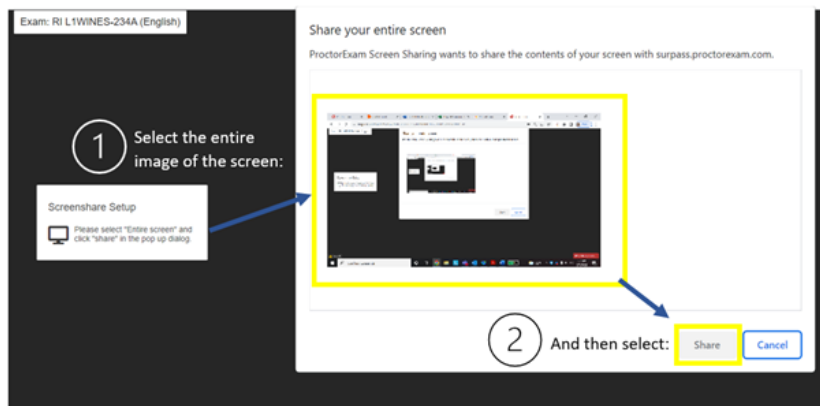 Exam: RI L1WINES-234A (English)
Share your entire screen
ProctorExam Screen Sharing wants to share the contents of your screen with surpass.proctorexam.com.
1
Select the entire
image of the screen:
Screenshare Setup
Please select "Entire screen" and
click "share" in the pop up dialog.
2
And then select:
Share
Cancel